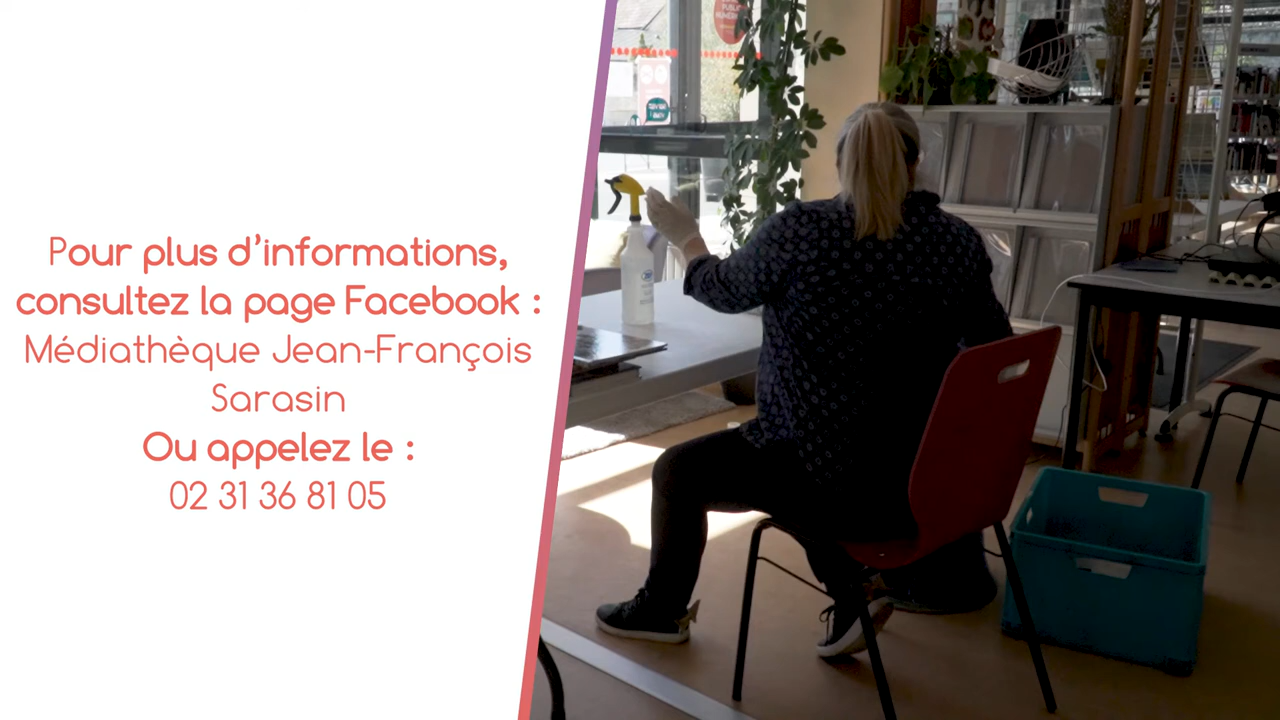 Pour plus d'informations,
consultez la page Facebook :
Médiathèque Jean-François
Sarasin
Ou appelez le :
02 31 36 81 05